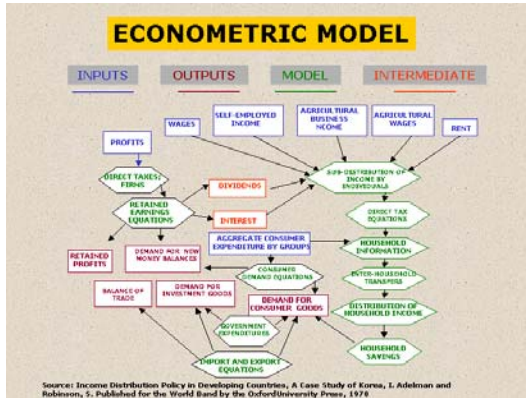 ECONOMETRIC MODEL
INPUTS OUTPUTS MODEL INTERMEDIATE
WAGES
SELF-EMPLOYED
INCOME
AGRICULTURAL
BUSINESS
NCOME
AGRICULTURAL
WAGES
RENT
PROFITS
DIRECT TAXES;
FIRMS
SUB-DISTRIBUTION OF
INCOME BY
INDIVIDUALS
DIVIDENDS
RETAINED
EARNINGS
EQUATIONS
INTEREST
DIRECT TAX
EQUATIONS
AGGREGATE CONSUMER
EXPENDITURE BY GROUPS
HOUSEHOLD
INFORMATION
RETAINED
PROFITS
DEMAND FOR NEW
MONEY BALANCES
CONSUMER
DEMAND EQUATIONS
INTER-HOUSEHOLD
TRANSFERS
BALANCE OF
TRADE
DEMAND FOR
INVESTMENT GOODS
DEMAND FOR
CONSUMER GOODS
DISTRIBUTION OF
HOUSEHOLD INCOME
GOVERNMENT
EXPENDITURES
IMPORT AND EXPORT
EQUATIONS
HOUSEHOLD
SAVINGS
Source: Income Distribution Policy in Developing Countries, A Case Study of Korea, I. Adelman and
Robinson, S. Published for the World Band by the OxfordUniversity Press, 1978